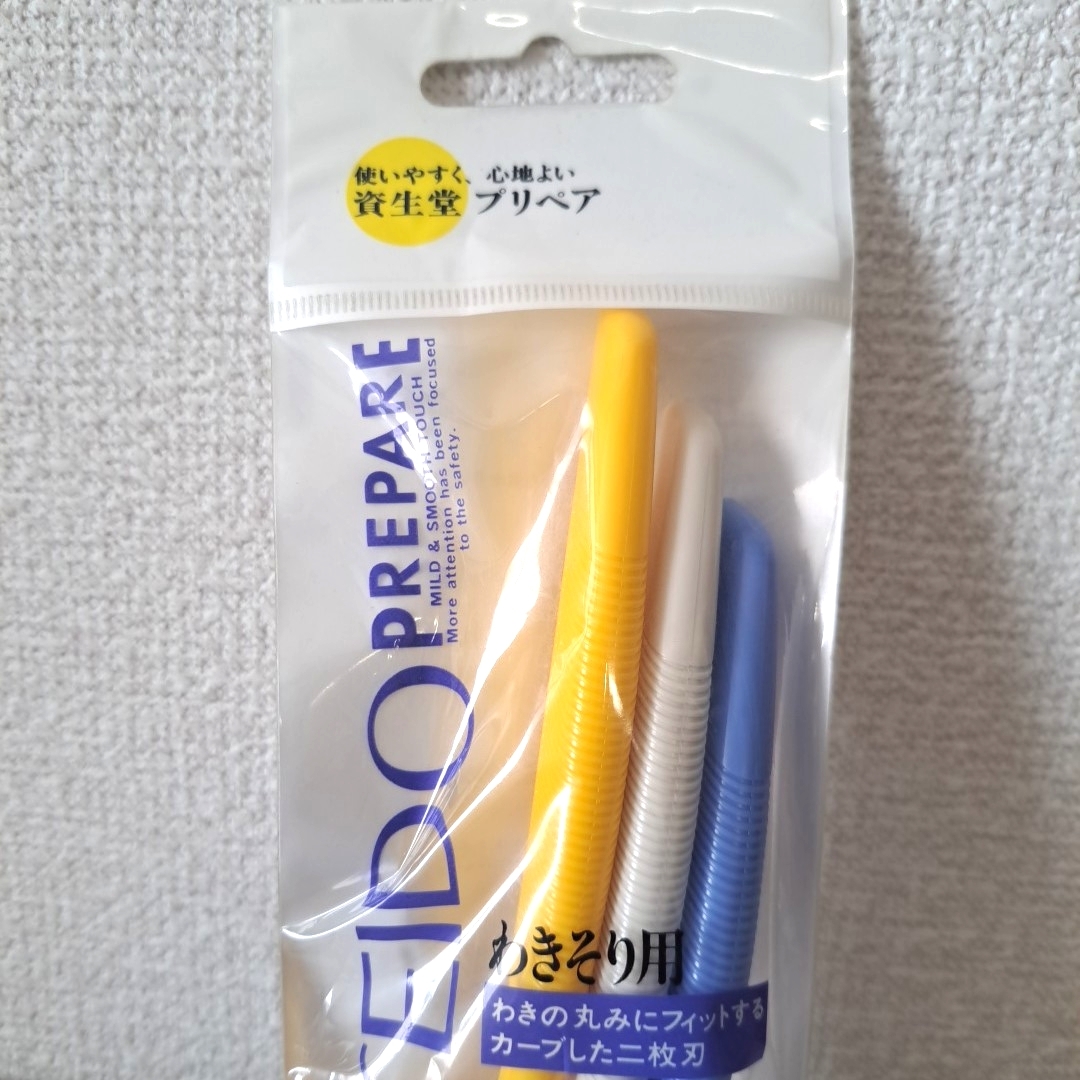 使いやすく、心地よい
資生堂 プリペア
EIDO PREPARE
MILD & SMOOTH TOUCH
More attention has been focused
to the safety.
わきそり用
わきの丸みにフィットする
カーブした二枚刃